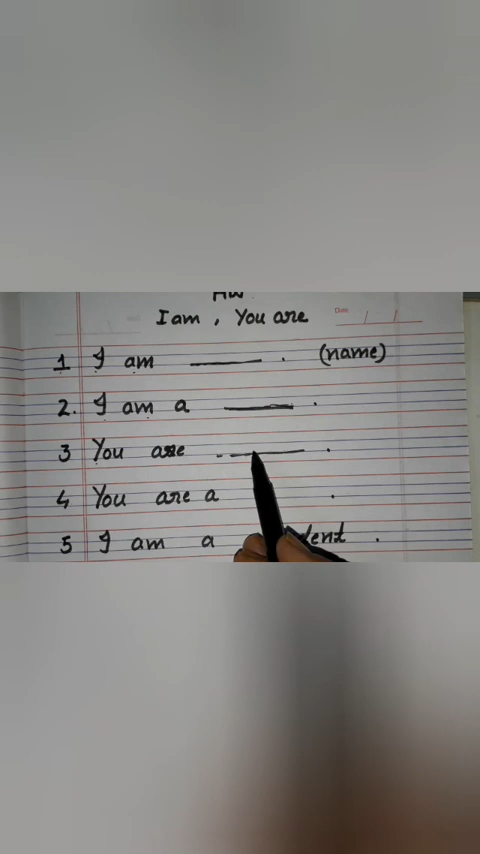 HW
I am , You are
Date / /
1 I am ______ . (name)
2. I am a ______ .
3 You are ______ .
4 You are a .
5 I am a .